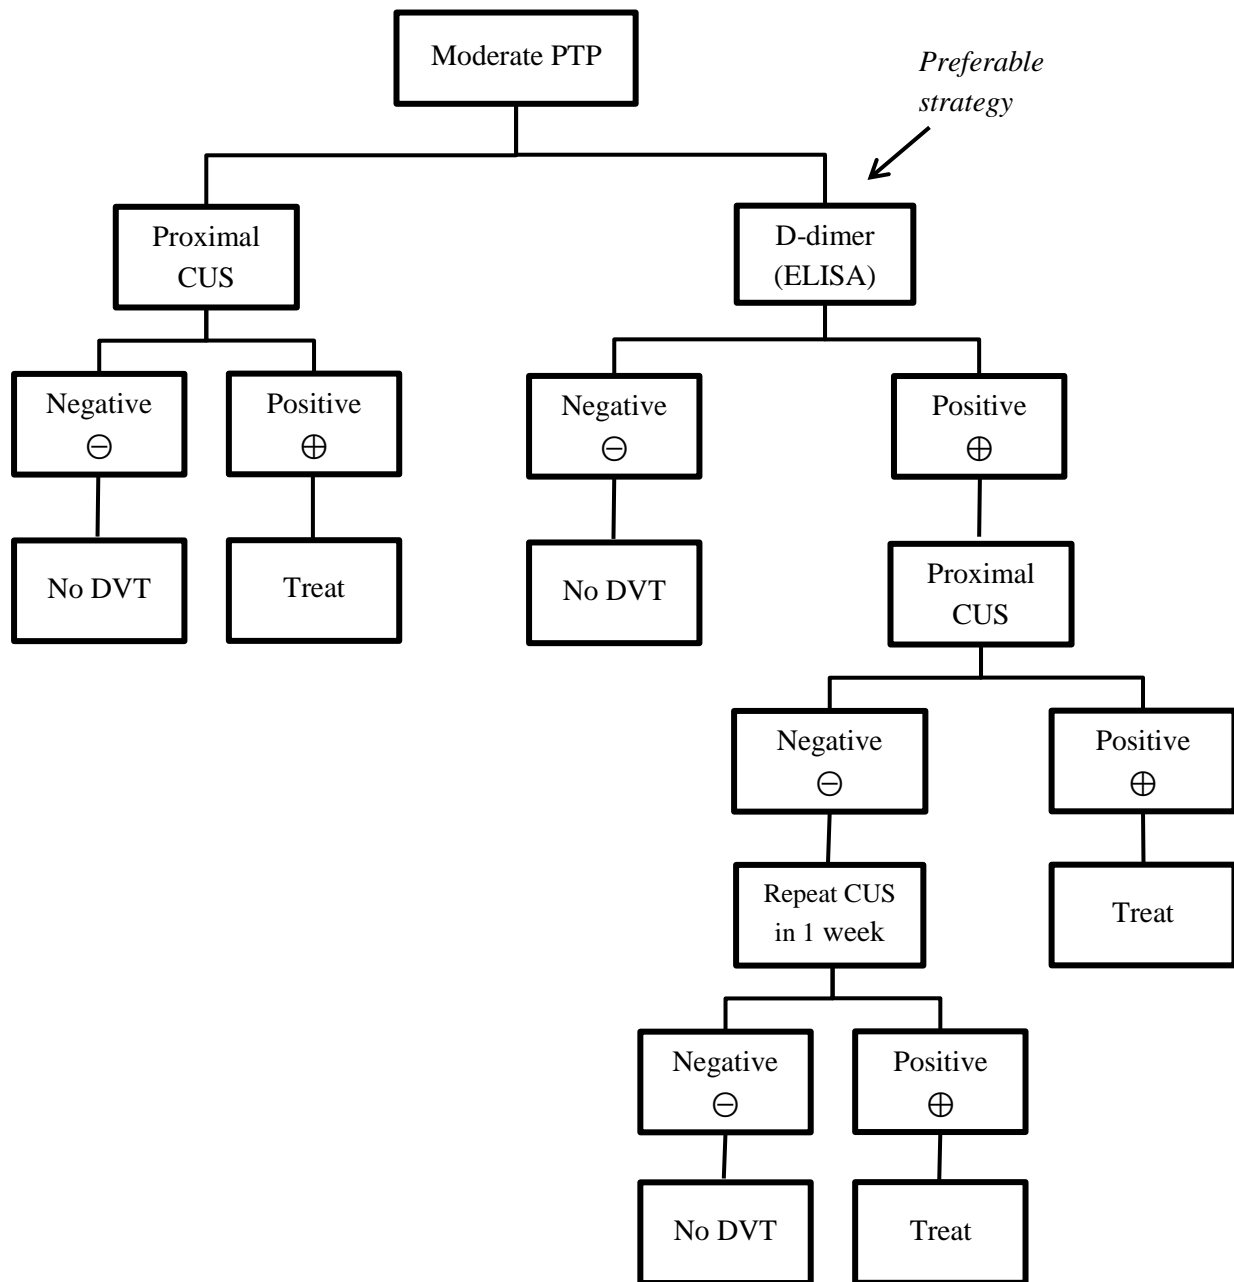 Moderate PTP
Preferable
strategy
Proximal
CUS
D-dimer
(ELISA)
Negative
⊖
Positive
⊕
Negative
⊖
Positive
⊕
No DVT
Treat
No DVT
Proximal
CUS
Negative
⊖
Positive
⊕
Repeat CUS
in 1 week
Treat
Negative
⊖
Positive
⊕
No DVT
Treat